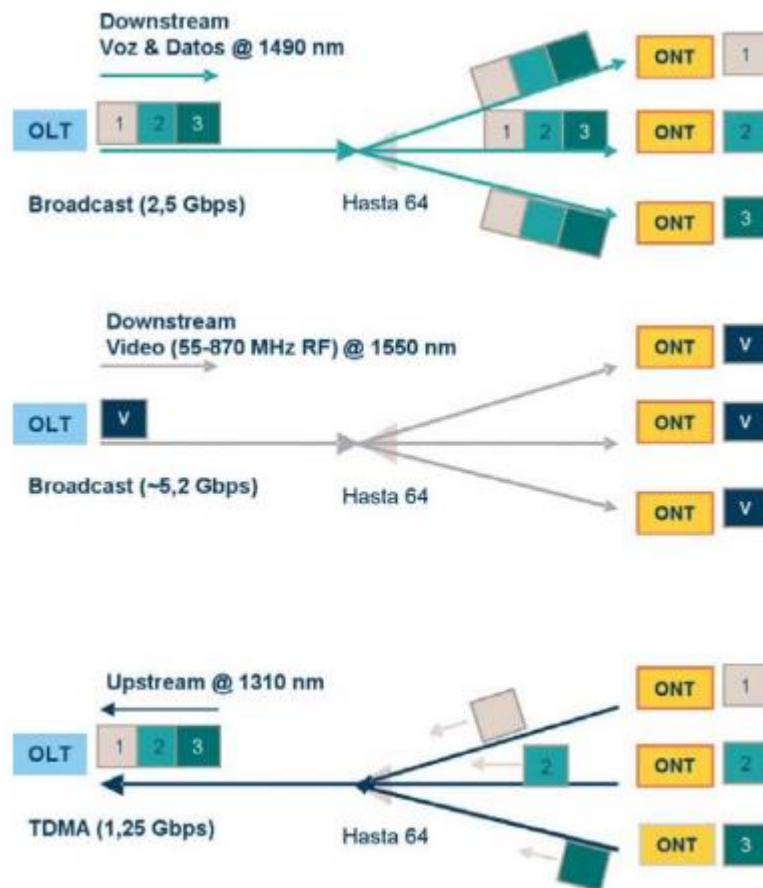 Downstream
Voz & Datos @ 1490 nm
ONT 1
OLT 1 2 3
1 2 3
ONT 2
Broadcast (2,5 Gbps)
Hasta 64
ONT 3
Downstream
Video (55-870 MHz RF) @ 1550 nm
ONT V
OLT V
ONT V
Broadcast (~5,2 Gbps)
Hasta 64
ONT V
Upstream @ 1310 nm
ONT 1
OLT 1 2 3
2
ONT 2
TDMA (1,25 Gbps)
Hasta 64
ONT 3